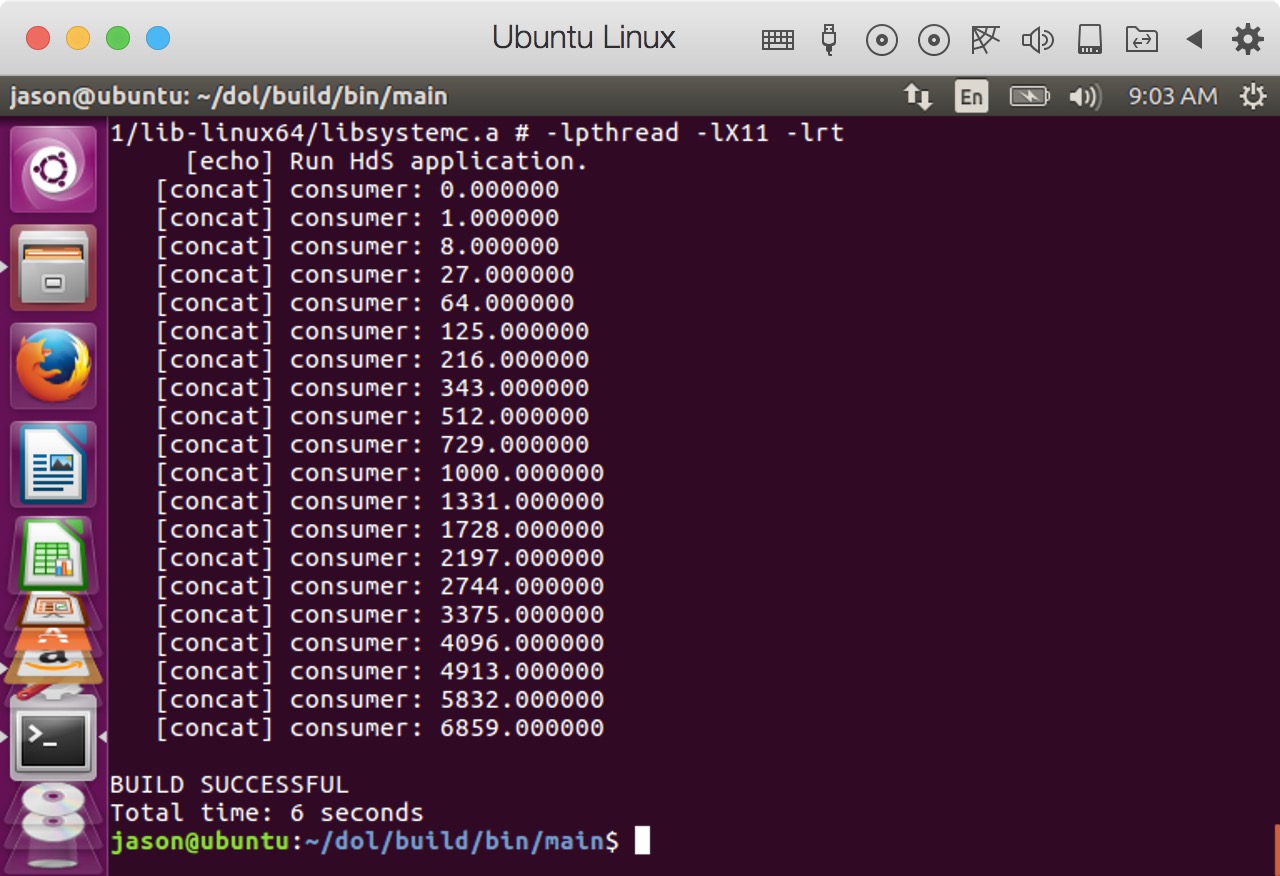 Ubuntu Linux
jason@ubuntu: ~/dol/build/bin/main En 9:03 AM
1/lib-linux64/libsystemc.a # -lpthread -lX11 -lrt
[echo] Run HdS application.
[concat] consumer: 0.000000
[concat] consumer: 1.000000
[concat] consumer: 8.000000
[concat] consumer: 27.000000
[concat] consumer: 64.000000
[concat] consumer: 125.000000
[concat] consumer: 216.000000
[concat] consumer: 343.000000
[concat] consumer: 512.000000
[concat] consumer: 729.000000
[concat] consumer: 1000.000000
[concat] consumer: 1331.000000
[concat] consumer: 1728.000000
[concat] consumer: 2197.000000
[concat] consumer: 2744.000000
[concat] consumer: 3375.000000
[concat] consumer: 4096.000000
[concat] consumer: 4913.000000
[concat] consumer: 5832.000000
[concat] consumer: 6859.000000
BUILD SUCCESSFUL
Total time: 6 seconds
jason@ubuntu:~/dol/build/bin/main$